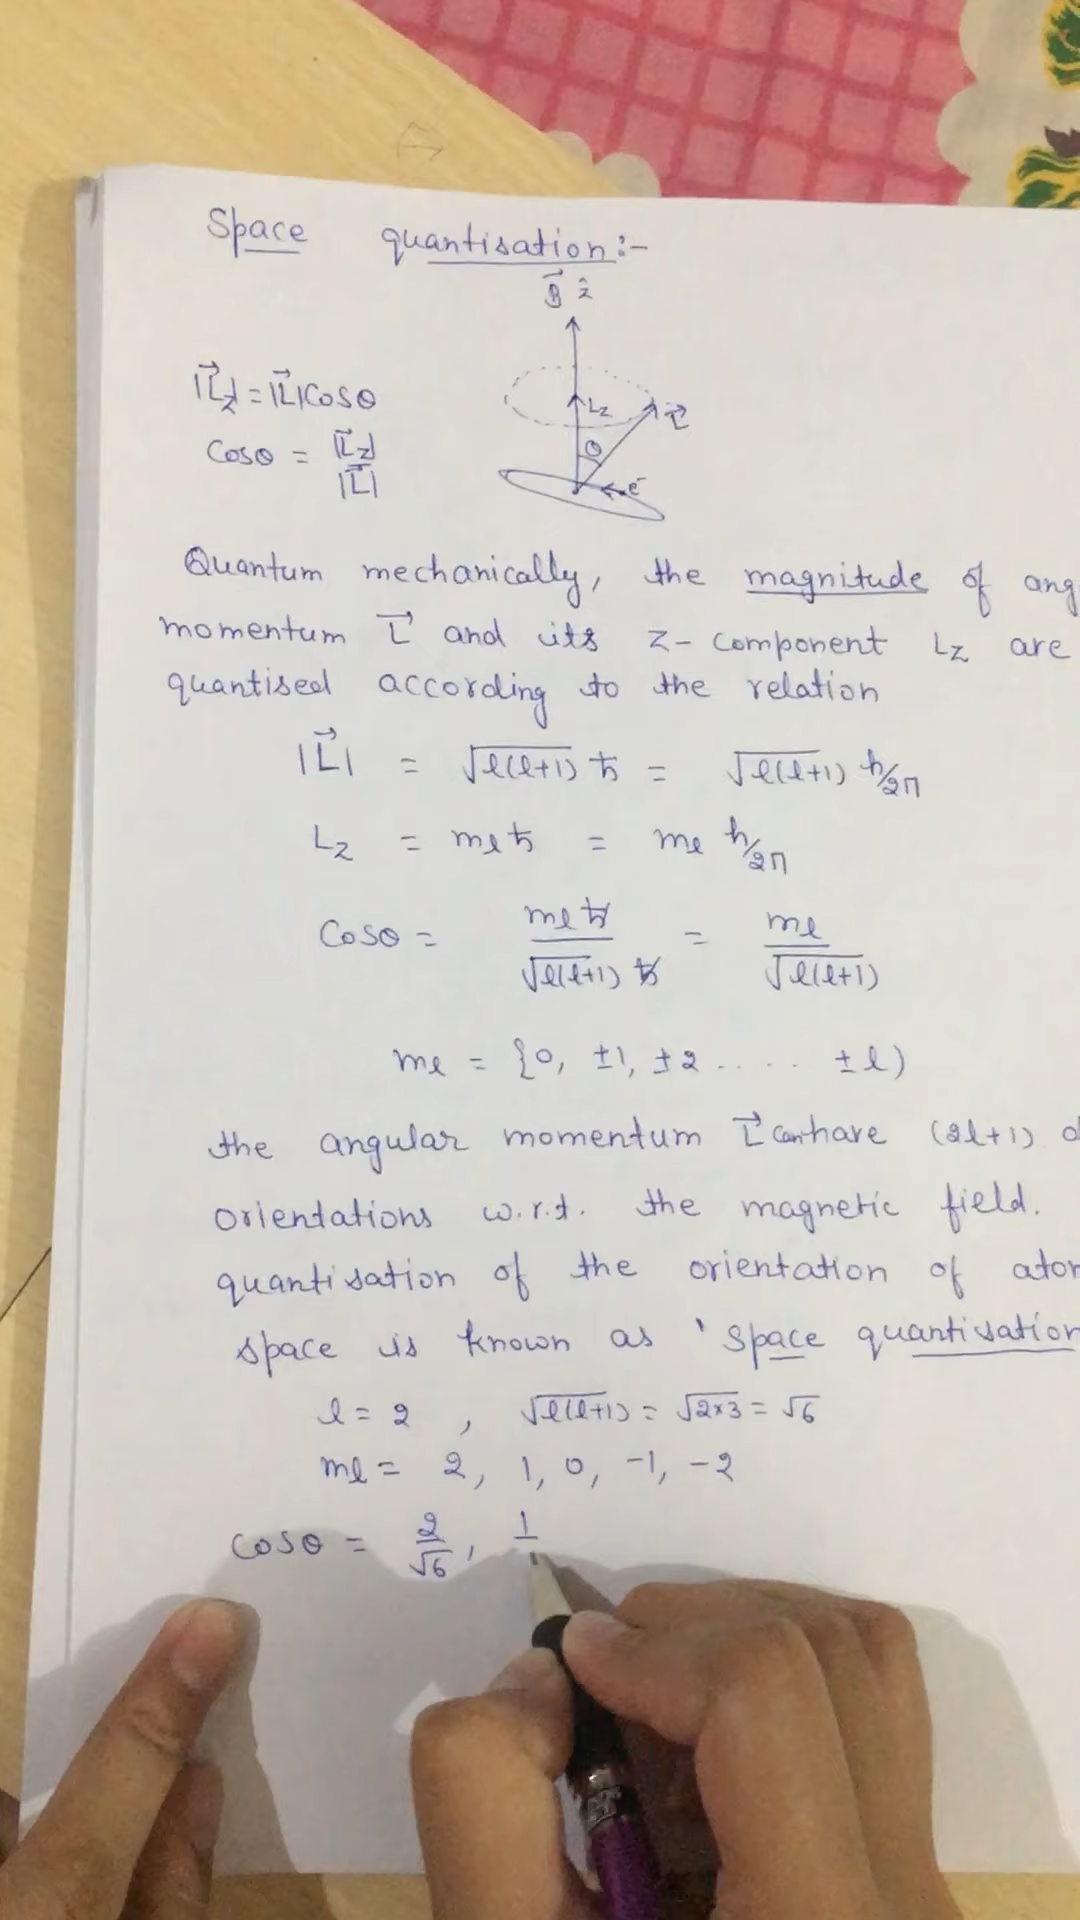 Space quantisation:-
B⃗ ẑ
|L⃗z| = |L⃗|Cosθ
Lz
L⃗
Cosθ = |L⃗z| / |L⃗|
θ
e⁻
Quantum mechanically, the magnitude of ang
momentum L⃗ and its z-component Lz are
quantised according to the relation
|L⃗| = √l(l+1) ħ = √l(l+1) h/2π
Lz = mlħ = ml h/2π
Cosθ = mlħ / √l(l+1) ħ = ml / √l(l+1)
ml = {0, ±1, ±2 ..... ±l)
the angular momentum L⃗ can have (2l+1) d
orientations w.r.t. the magnetic field.
quantisation of the orientation of atom
space is known as 'Space quantisation
l = 2 , √l(l+1) = √2×3 = √6
ml = 2, 1, 0, -1, -2
Cosθ = 2/√6, 1